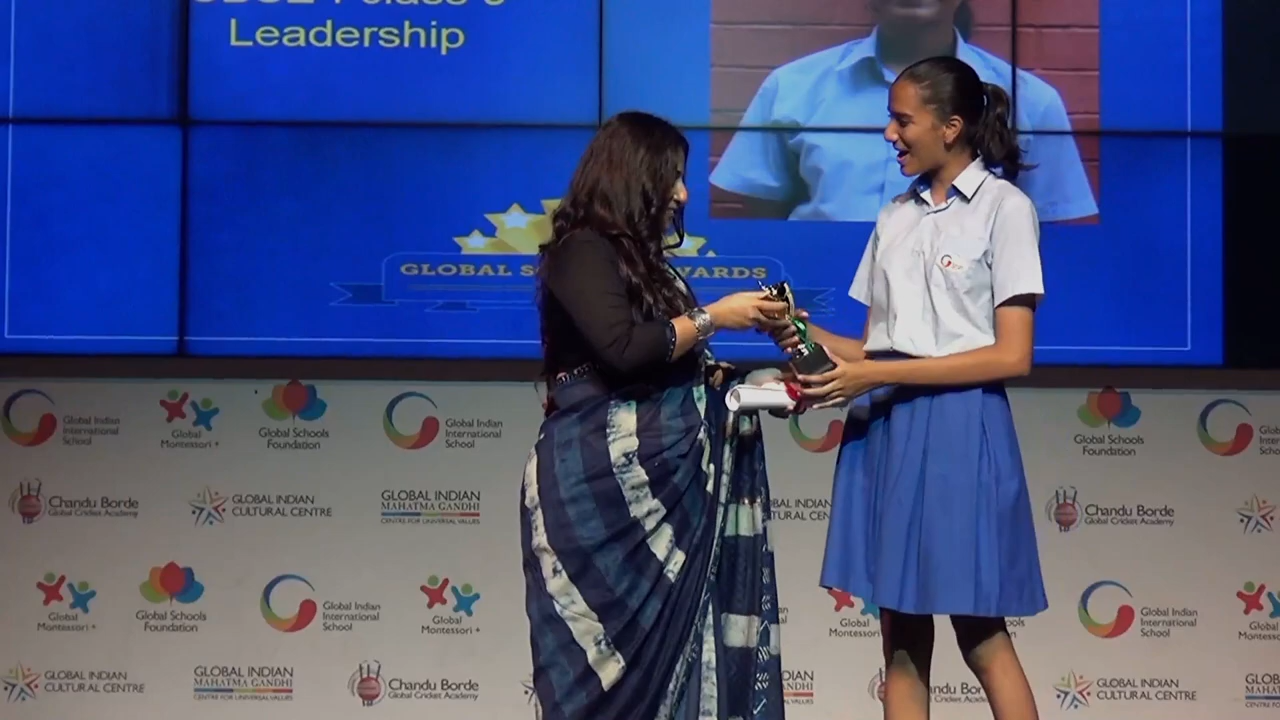 Leadership
GLOBAL
Global Indian
International
School
Global
Montessori +
Global Schools
Foundation
Global Indian
International
School
Global Schools
Foundation
Chandu Borde
Global Cricket Academy
GLOBAL INDIAN
CULTURAL CENTRE
GLOBAL INDIAN
MAHATMA GANDHI
CENTRE FOR UNIVERSAL VALUES
CULTURAL CEN
Chandu Borde
Global Cricket Academy
Global
Montessori +
Global Schools
Foundation
Global Indian
International
School
Global
Montessori +
Global
Montessori
Global Indian
International
School
Global
GLOBAL INDIAN
CULTURAL CENTRE
GLOBAL INDIAN
MAHATMA GANDHI
CENTRE FOR UNIVERSAL VALUES
Chandu Borde
Global Cricket Academy
GLOBAL INDIAN
CULTURAL CENTRE